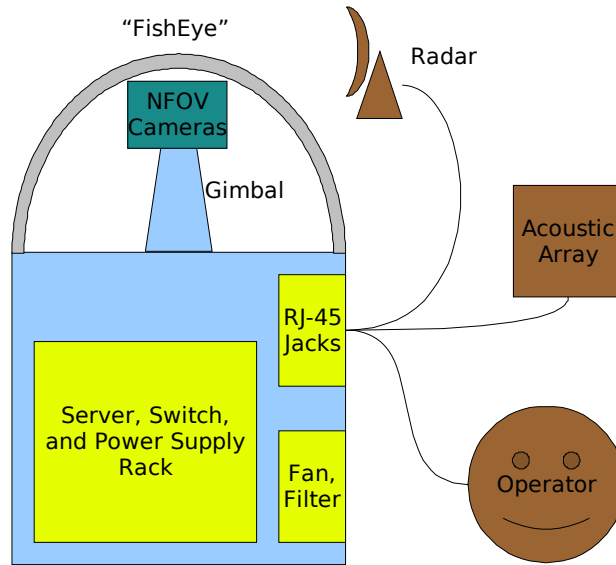 “FishEye”
NFOV
Cameras
Radar
Gimbal
Acoustic
Array
RJ-45
Jacks
Server, Switch,
and Power Supply
Rack
Fan,
Filter
Operator